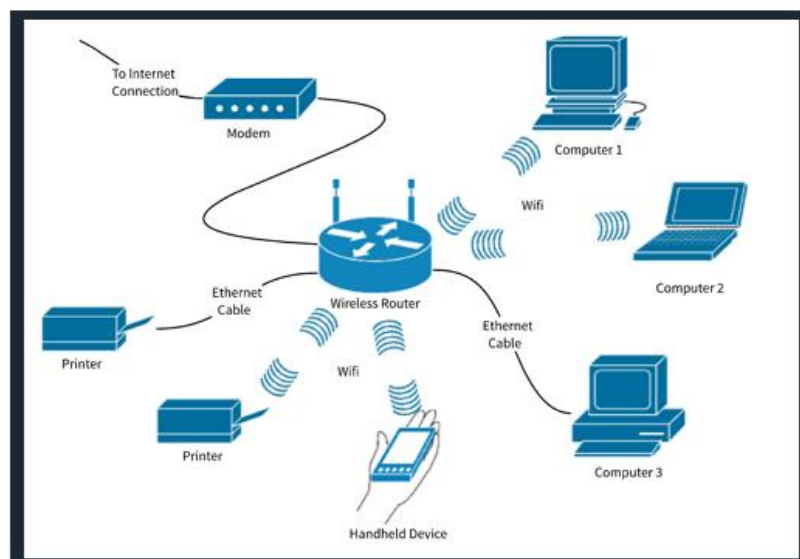 To Internet
Connection
Modem
Computer 1
Wifi
Computer 2
Wireless Router
Ethernet
Cable
Printer
Ethernet
Cable
Wifi
Printer
Computer 3
Handheld Device